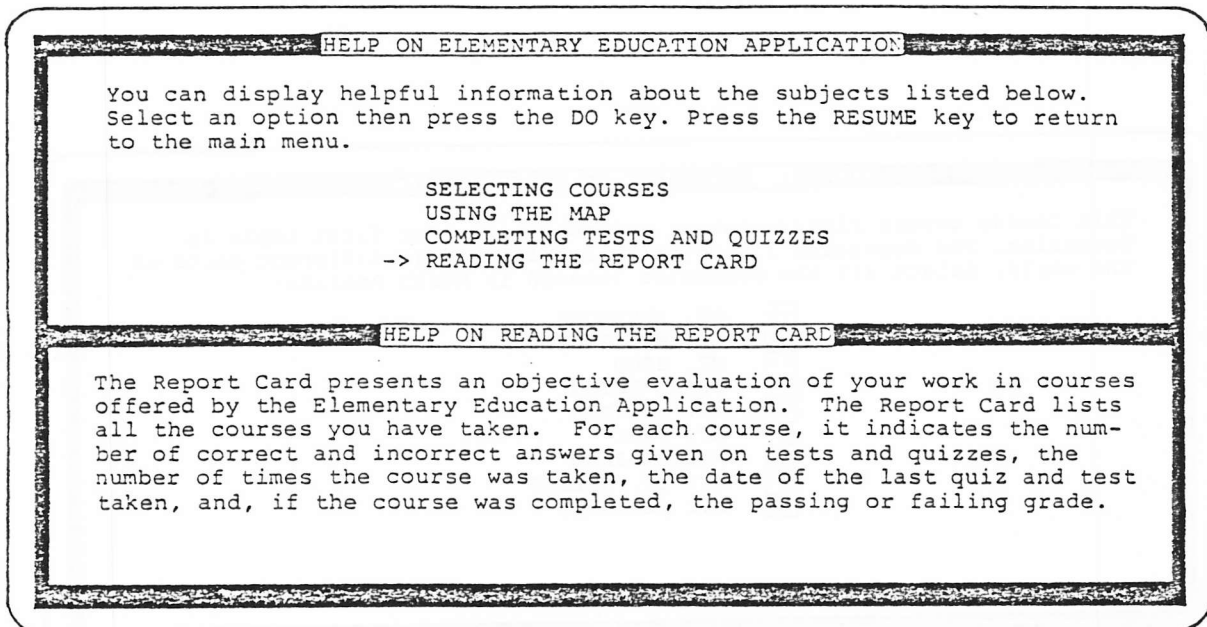 HELP ON ELEMENTARY EDUCATION APPLICATION
You can display helpful information about the subjects listed below.
Select an option then press the DO key. Press the RESUME key to return
to the main menu.
SELECTING COURSES
USING THE MAP
COMPLETING TESTS AND QUIZZES
-> READING THE REPORT CARD
HELP ON READING THE REPORT CARD
The Report Card presents an objective evaluation of your work in courses
offered by the Elementary Education Application. The Report Card lists
all the courses you have taken. For each course, it indicates the num-
ber of correct and incorrect answers given on tests and quizzes, the
number of times the course was taken, the date of the last quiz and test
taken, and, if the course was completed, the passing or failing grade.